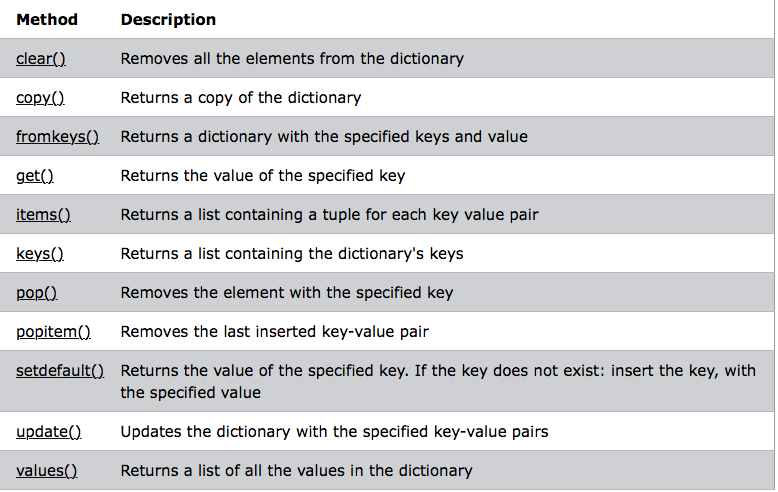 Method Description
clear() Removes all the elements from the dictionary
copy() Returns a copy of the dictionary
fromkeys() Returns a dictionary with the specified keys and value
get() Returns the value of the specified key
items() Returns a list containing a tuple for each key value pair
keys() Returns a list containing the dictionary's keys
pop() Removes the element with the specified key
popitem() Removes the last inserted key-value pair
setdefault() Returns the value of the specified key. If the key does not exist: insert the key, with
the specified value
update() Updates the dictionary with the specified key-value pairs
values() Returns a list of all the values in the dictionary